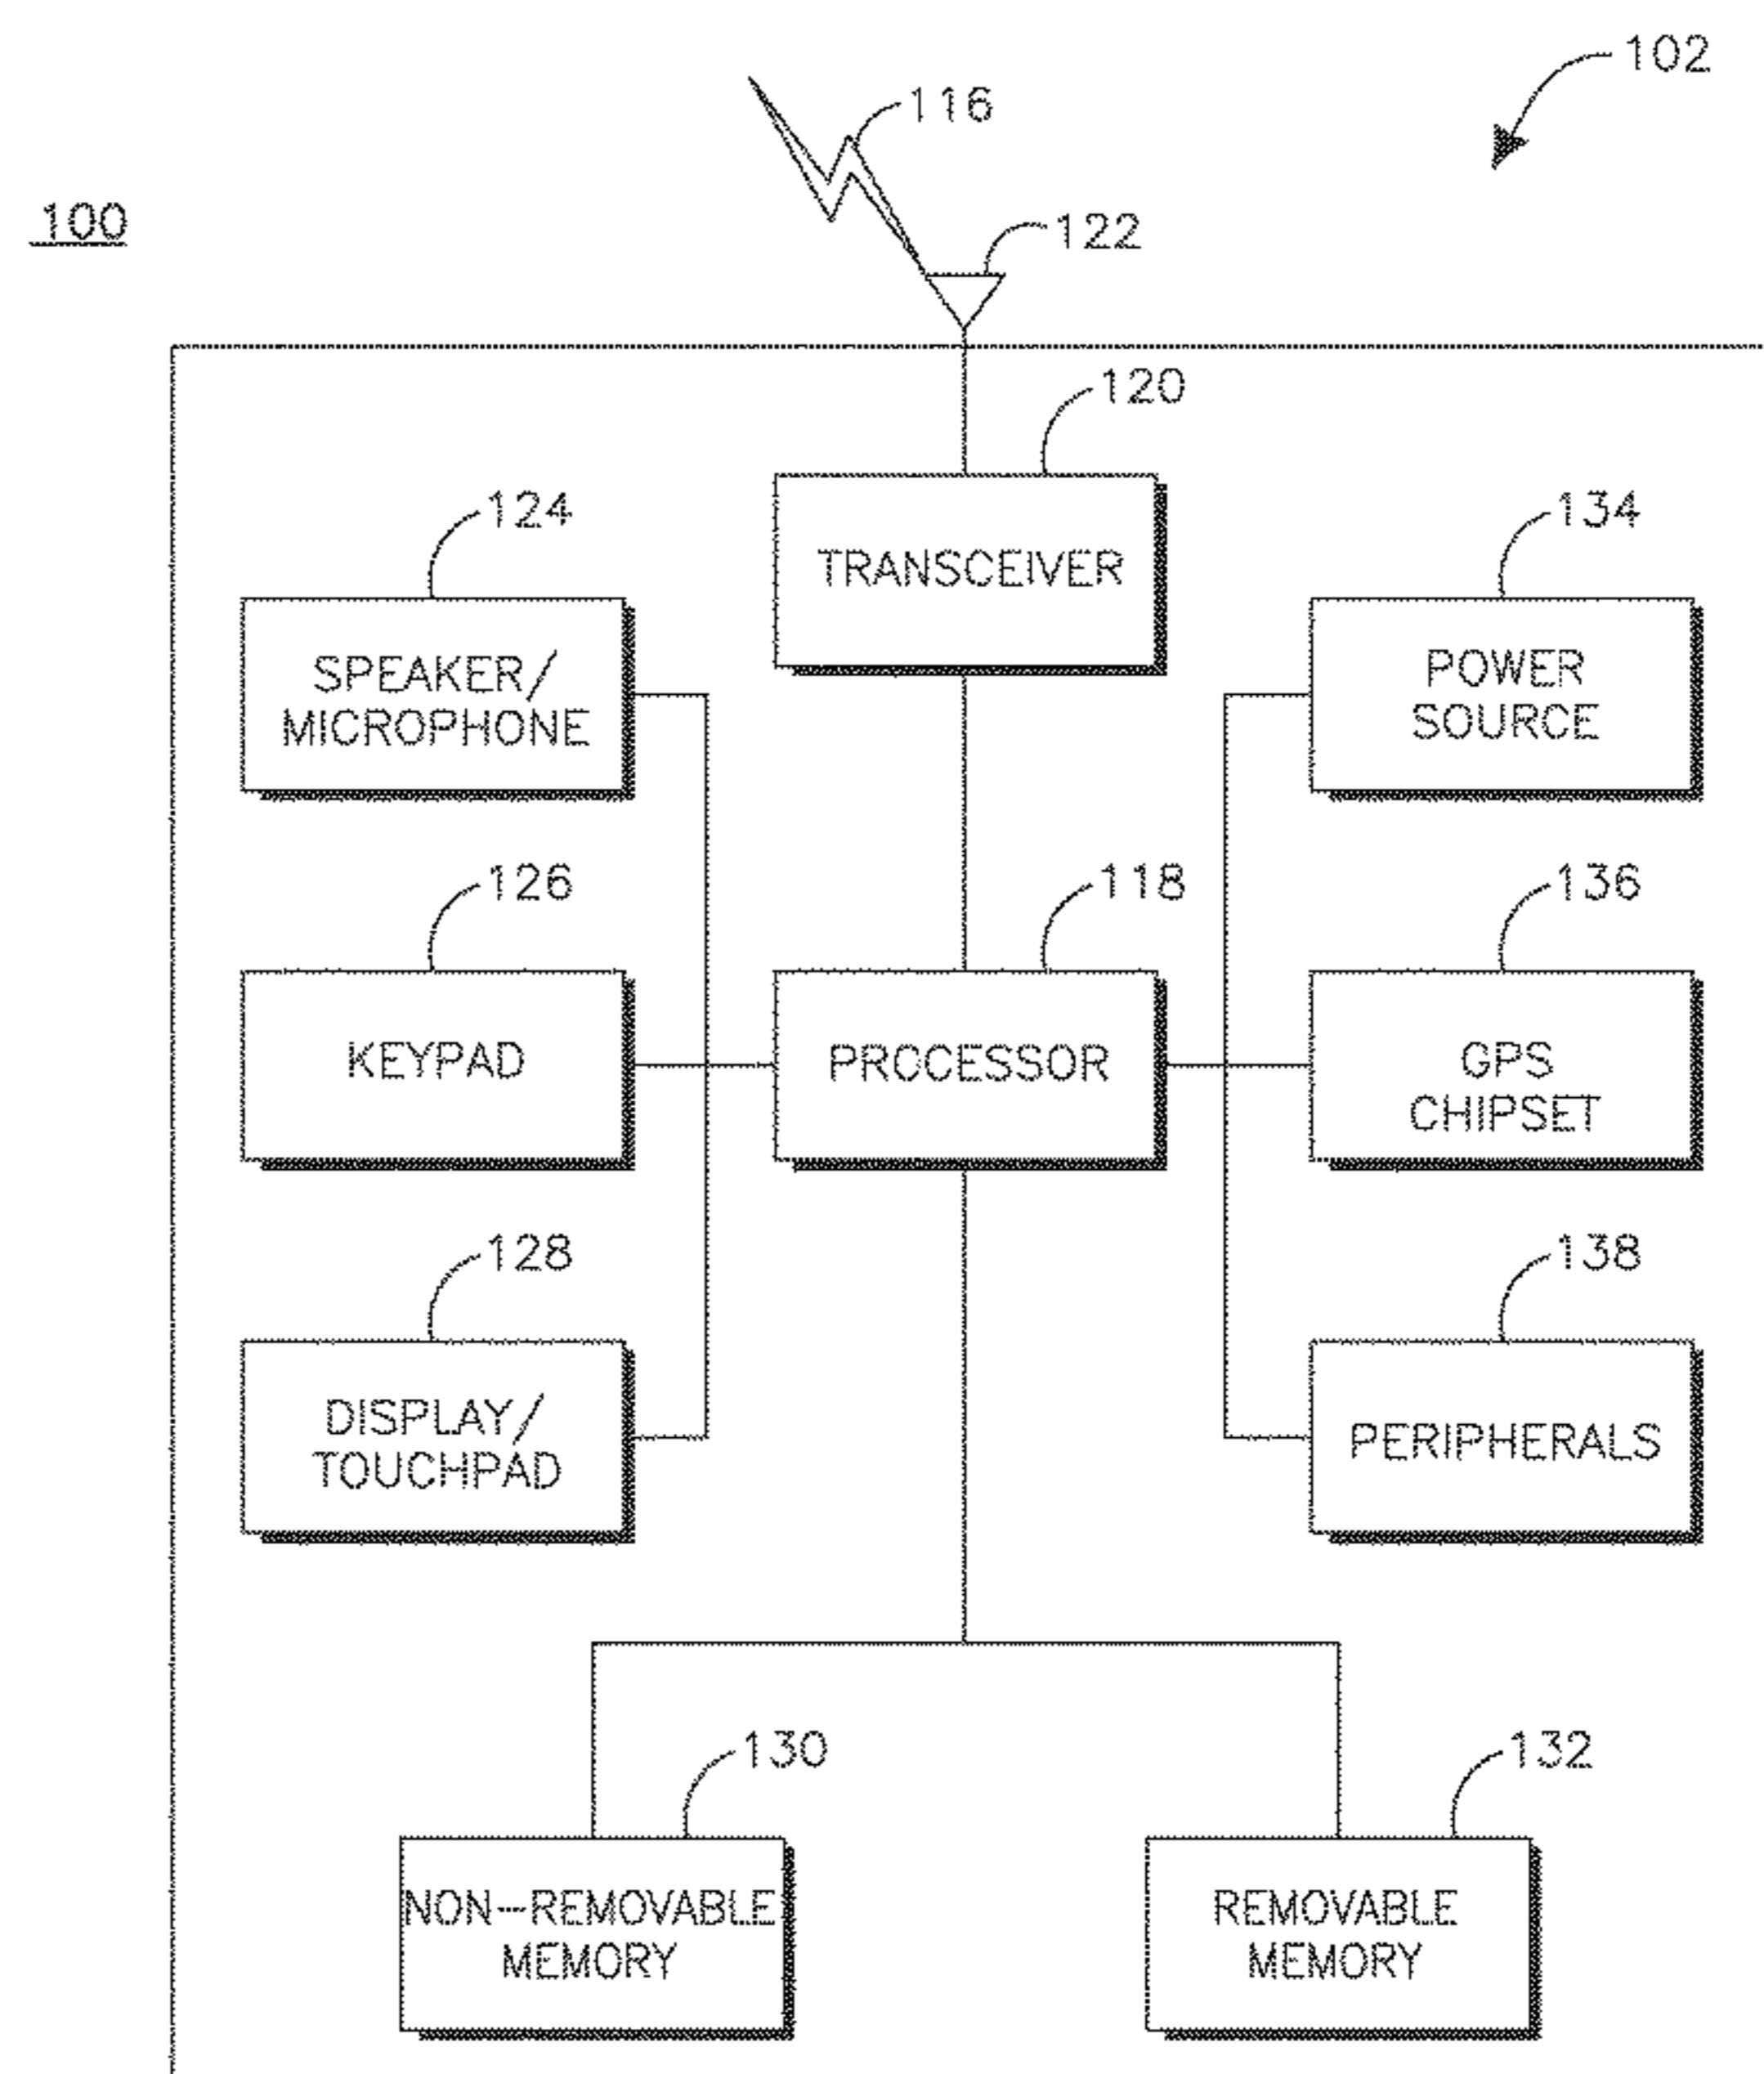 102
116
100
122
120
124
134
TRANSCEIVER
SPEAKER/
MICROPHONE
POWER
SOURCE
126
118
136
KEYPAD
PROCESSOR
GPS
CHIPSET
128
138
DISPLAY/
TOUCHPAD
PERIPHERALS
130
132
NON-REMOVABLE
MEMORY
REMOVABLE
MEMORY